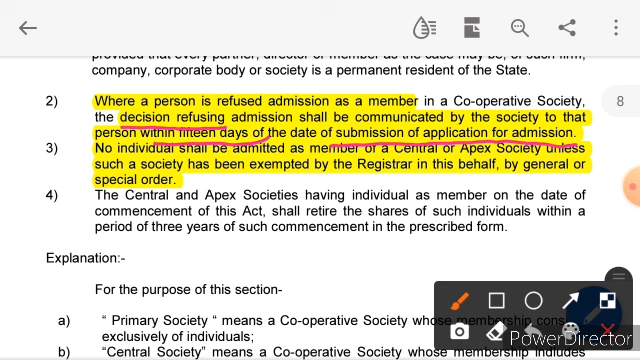 provided that every partner, director or member as the case may be, of such firm,
company, corporate body or society is a permanent resident of the State.
8
2) Where a person is refused admission as a member in a Co-operative Society,
the decision refusing admission shall be communicated by the society to that
person within fifteen days of the date of submission of application for admission.
3) No individual shall be admitted as member of a Central or Apex Society unless
such a society has been exempted by the Registrar in this behalf, by general or
special order.
4) The Central and Apex Societies having individual as member on the date of
commencement of this Act, shall retire the shares of such individuals within a
period of three years of such commencement in the prescribed form.
Explanation:-
For the purpose of this section-
a) “ Primary Society “ means a Co-operative Society whose membership
exclusively of individuals;
b) “Central Society” means a Co-operative Society whose membership includes
PowerDirector